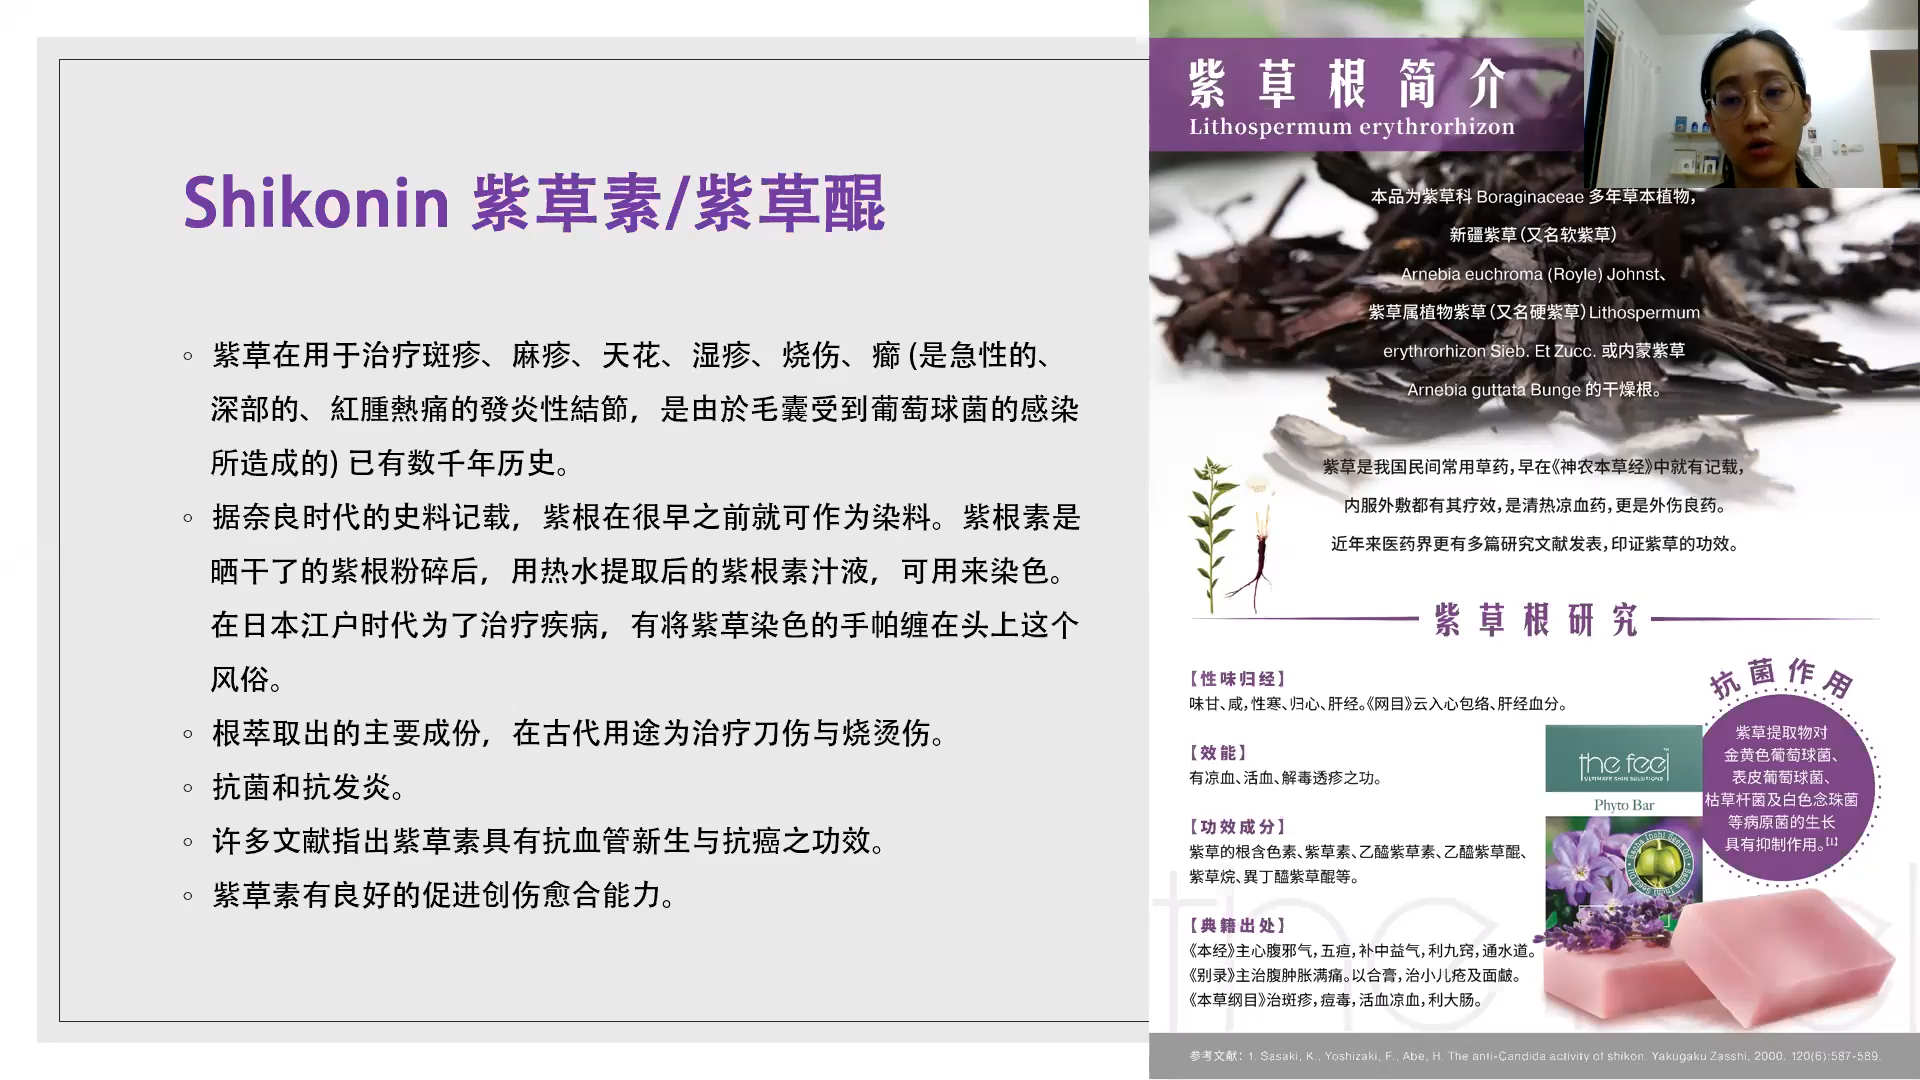 Shikonin 紫草素/紫草醌
◦ 紫草在用于治疗斑疹、麻疹、天花、湿疹、烧伤、癤 (是急性的、
深部的、紅腫熱痛的發炎性結節，是由於毛囊受到葡萄球菌的感染
所造成的) 已有数千年历史。
◦ 据奈良时代的史料记载，紫根在很早之前就可作为染料。紫根素是
晒干了的紫根粉碎后，用热水提取后的紫根素汁液，可用来染色。
在日本江户时代为了治疗疾病，有将紫草染色的手帕缠在头上这个
风俗。
◦ 根萃取出的主要成份，在古代用途为治疗刀伤与烧烫伤。
◦ 抗菌和抗发炎。
◦ 许多文献指出紫草素具有抗血管新生与抗癌之功效。
◦ 紫草素有良好的促进创伤愈合能力。
紫草根简介
Lithospermum erythrorhizon
本品为紫草科 Boraginaceae 多年草本植物，
新疆紫草（又名软紫草）
Arnebia euchroma (Royle) Johnst、
紫草属植物紫草（又名硬紫草）Lithospermum
erythrorhizon Sieb. Et Zucc. 或内蒙紫草
Arnebia guttata Bunge 的干燥根。
紫草是我国民间常用草药，早在《神农本草经》中就有记载，
内服外敷都有其疗效，是清热凉血药，更是外伤良药。
近年来医药界更有多篇研究文献发表，印证紫草的功效。
紫草根研究
【性味归经】
味甘、咸，性寒、归心、肝经。《网目》云入心包络、肝经血分。
【效能】
有凉血、活血、解毒透疹之功。
【功效成分】
紫草的根含色素、紫草素、乙醯紫草素、乙醯紫草醌、
紫草烷、異丁醯紫草醌等。
【典籍出处】
《本经》主心腹邪气，五疸，补中益气，利九窍，通水道。
《别录》主治腹肿胀满痛。以合膏，治小儿疮及面皶。
《本草纲目》治斑疹，痘毒，活血凉血，利大肠。
抗菌作用
紫草提取物对
金黄色葡萄球菌、
表皮葡萄球菌、
枯草杆菌及白色念珠菌
等病原菌的生长
具有抑制作用。[1]
the feel™
ULTIMATE SKIN SOLUTIONS
Phyto Bar
Sacha Inchi Seed Oil
Sacha Inchi Seed Oil
the feel
参考文献：1. Sasaki, K., Yoshizaki, F., Abe, H. The anti-Candida activity of shikon. Yakugaku Zasshi, 2000. 120(6):587-589.